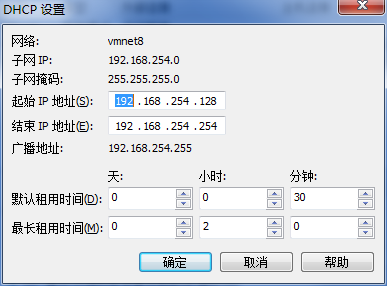 DHCP 设置
网络: vmnet8
子网 IP: 192.168.254.0
子网掩码: 255.255.255.0
起始 IP 地址(S): 192 . 168 . 254 . 128
结束 IP 地址(E): 192 . 168 . 254 . 254
广播地址: 192.168.254.255
天: 小时: 分钟:
默认租用时间(D): 0 0 30
最长租用时间(M): 0 2 0
确定 取消 帮助